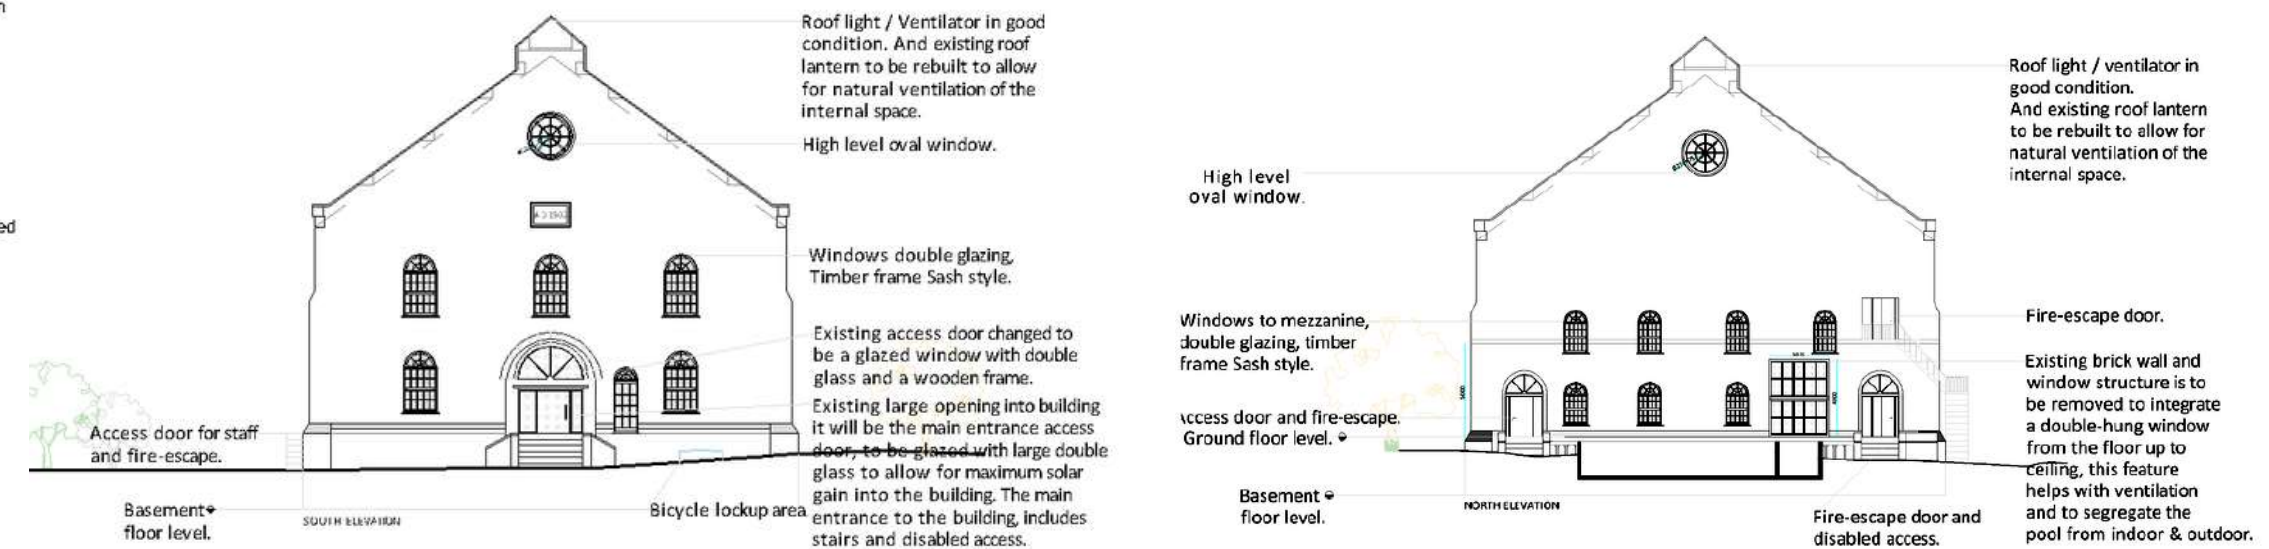 Roof light / Ventilator in good
condition. And existing roof
lantern to be rebuilt to allow
for natural ventilation of the
internal space.
High level oval window.
Windows double glazing,
Timber frame Sash style.
Existing access door changed to
be a glazed window with double
glass and a wooden frame.
Existing large opening into building
it will be the main entrance access
door, to be glazed with large double
glass to allow for maximum solar
gain into the building. The main
entrance to the building, includes
stairs and disabled access.
Access door for staff
and fire-escape.
Basement
floor level.
SOUTH ELEVATION
Bicycle lockup area
Roof light / ventilator in
good condition.
And existing roof lantern
to be rebuilt to allow for
natural ventilation of the
internal space.
High level
oval window.
Windows to mezzanine,
double glazing, timber
frame Sash style.
Access door and fire-escape.
Ground floor level.
Basement
floor level.
NORTH ELEVATION
Fire-escape door.
Existing brick wall and
window structure is to
be removed to integrate
a double-hung window
from the floor up to
ceiling, this feature
helps with ventilation
and to segregate the
pool from indoor & outdoor.
Fire-escape door and
disabled access.